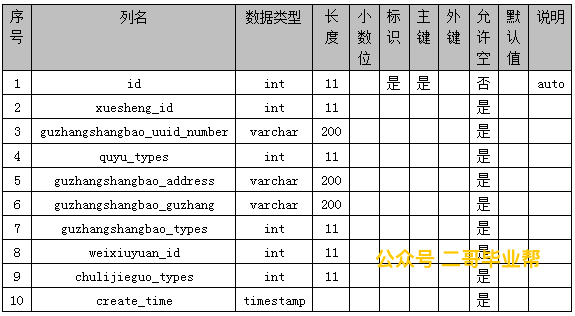 序号 列名 数据类型 长度 小数位 标识 主键 外键 允许空 默认值 说明
1 id int 11 是 是 否 auto
2 xuesheng_id int 11 是
3 guzhangshangbao_uuid_number varchar 200 是
4 quyu_types int 11 是
5 guzhangshangbao_address varchar 200 是
6 guzhangshangbao_guzhang varchar 200 是
7 guzhangshangbao_types int 11 是
8 weixiuyuan_id int 11 是
公众号 二哥毕业帮
9 chulijieguo_types int 11 是
10 create_time timestamp 是